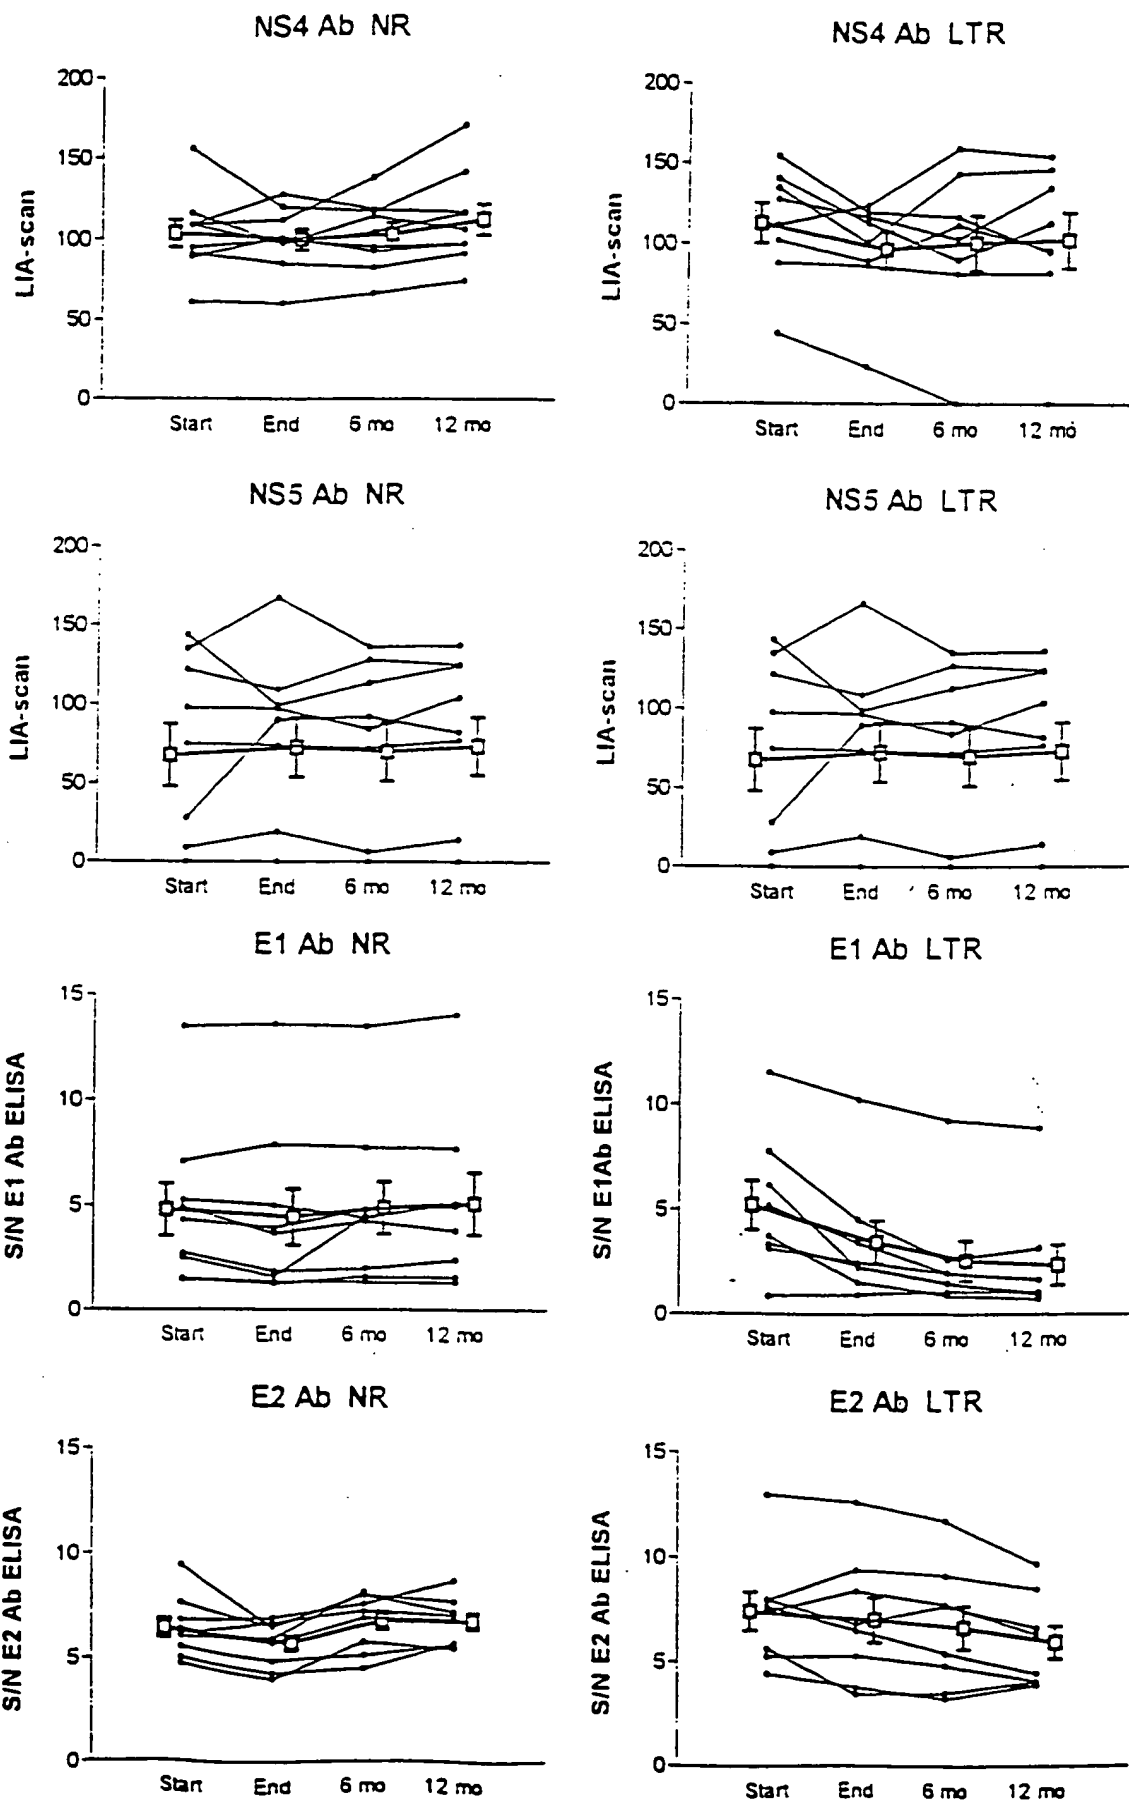 NS4 Ab NR
200
150
100
50
0
LIA-scan
Start End 6 mo 12 mo
NS4 Ab LTR
200
150
100
50
0
LIA-scan
Start End 6 mo 12 mo
NS5 Ab NR
200
150
100
50
0
LIA-scan
Start End 6 mo 12 mo
NS5 Ab LTR
200
150
100
50
0
LIA-scan
Start End 6 mo 12 mo
E1 Ab NR
15
10
5
0
S/N E1 Ab ELISA
Start End 6 mo 12 mo
E1 Ab LTR
15
10
5
0
S/N E1Ab ELISA
Start End 6 mo 12 mo
E2 Ab NR
15
10
5
0
S/N E2 Ab ELISA
Start End 6 mo 12 mo
E2 Ab LTR
15
10
5
0
S/N E2 Ab ELISA
Start End 6 mo 12 mo